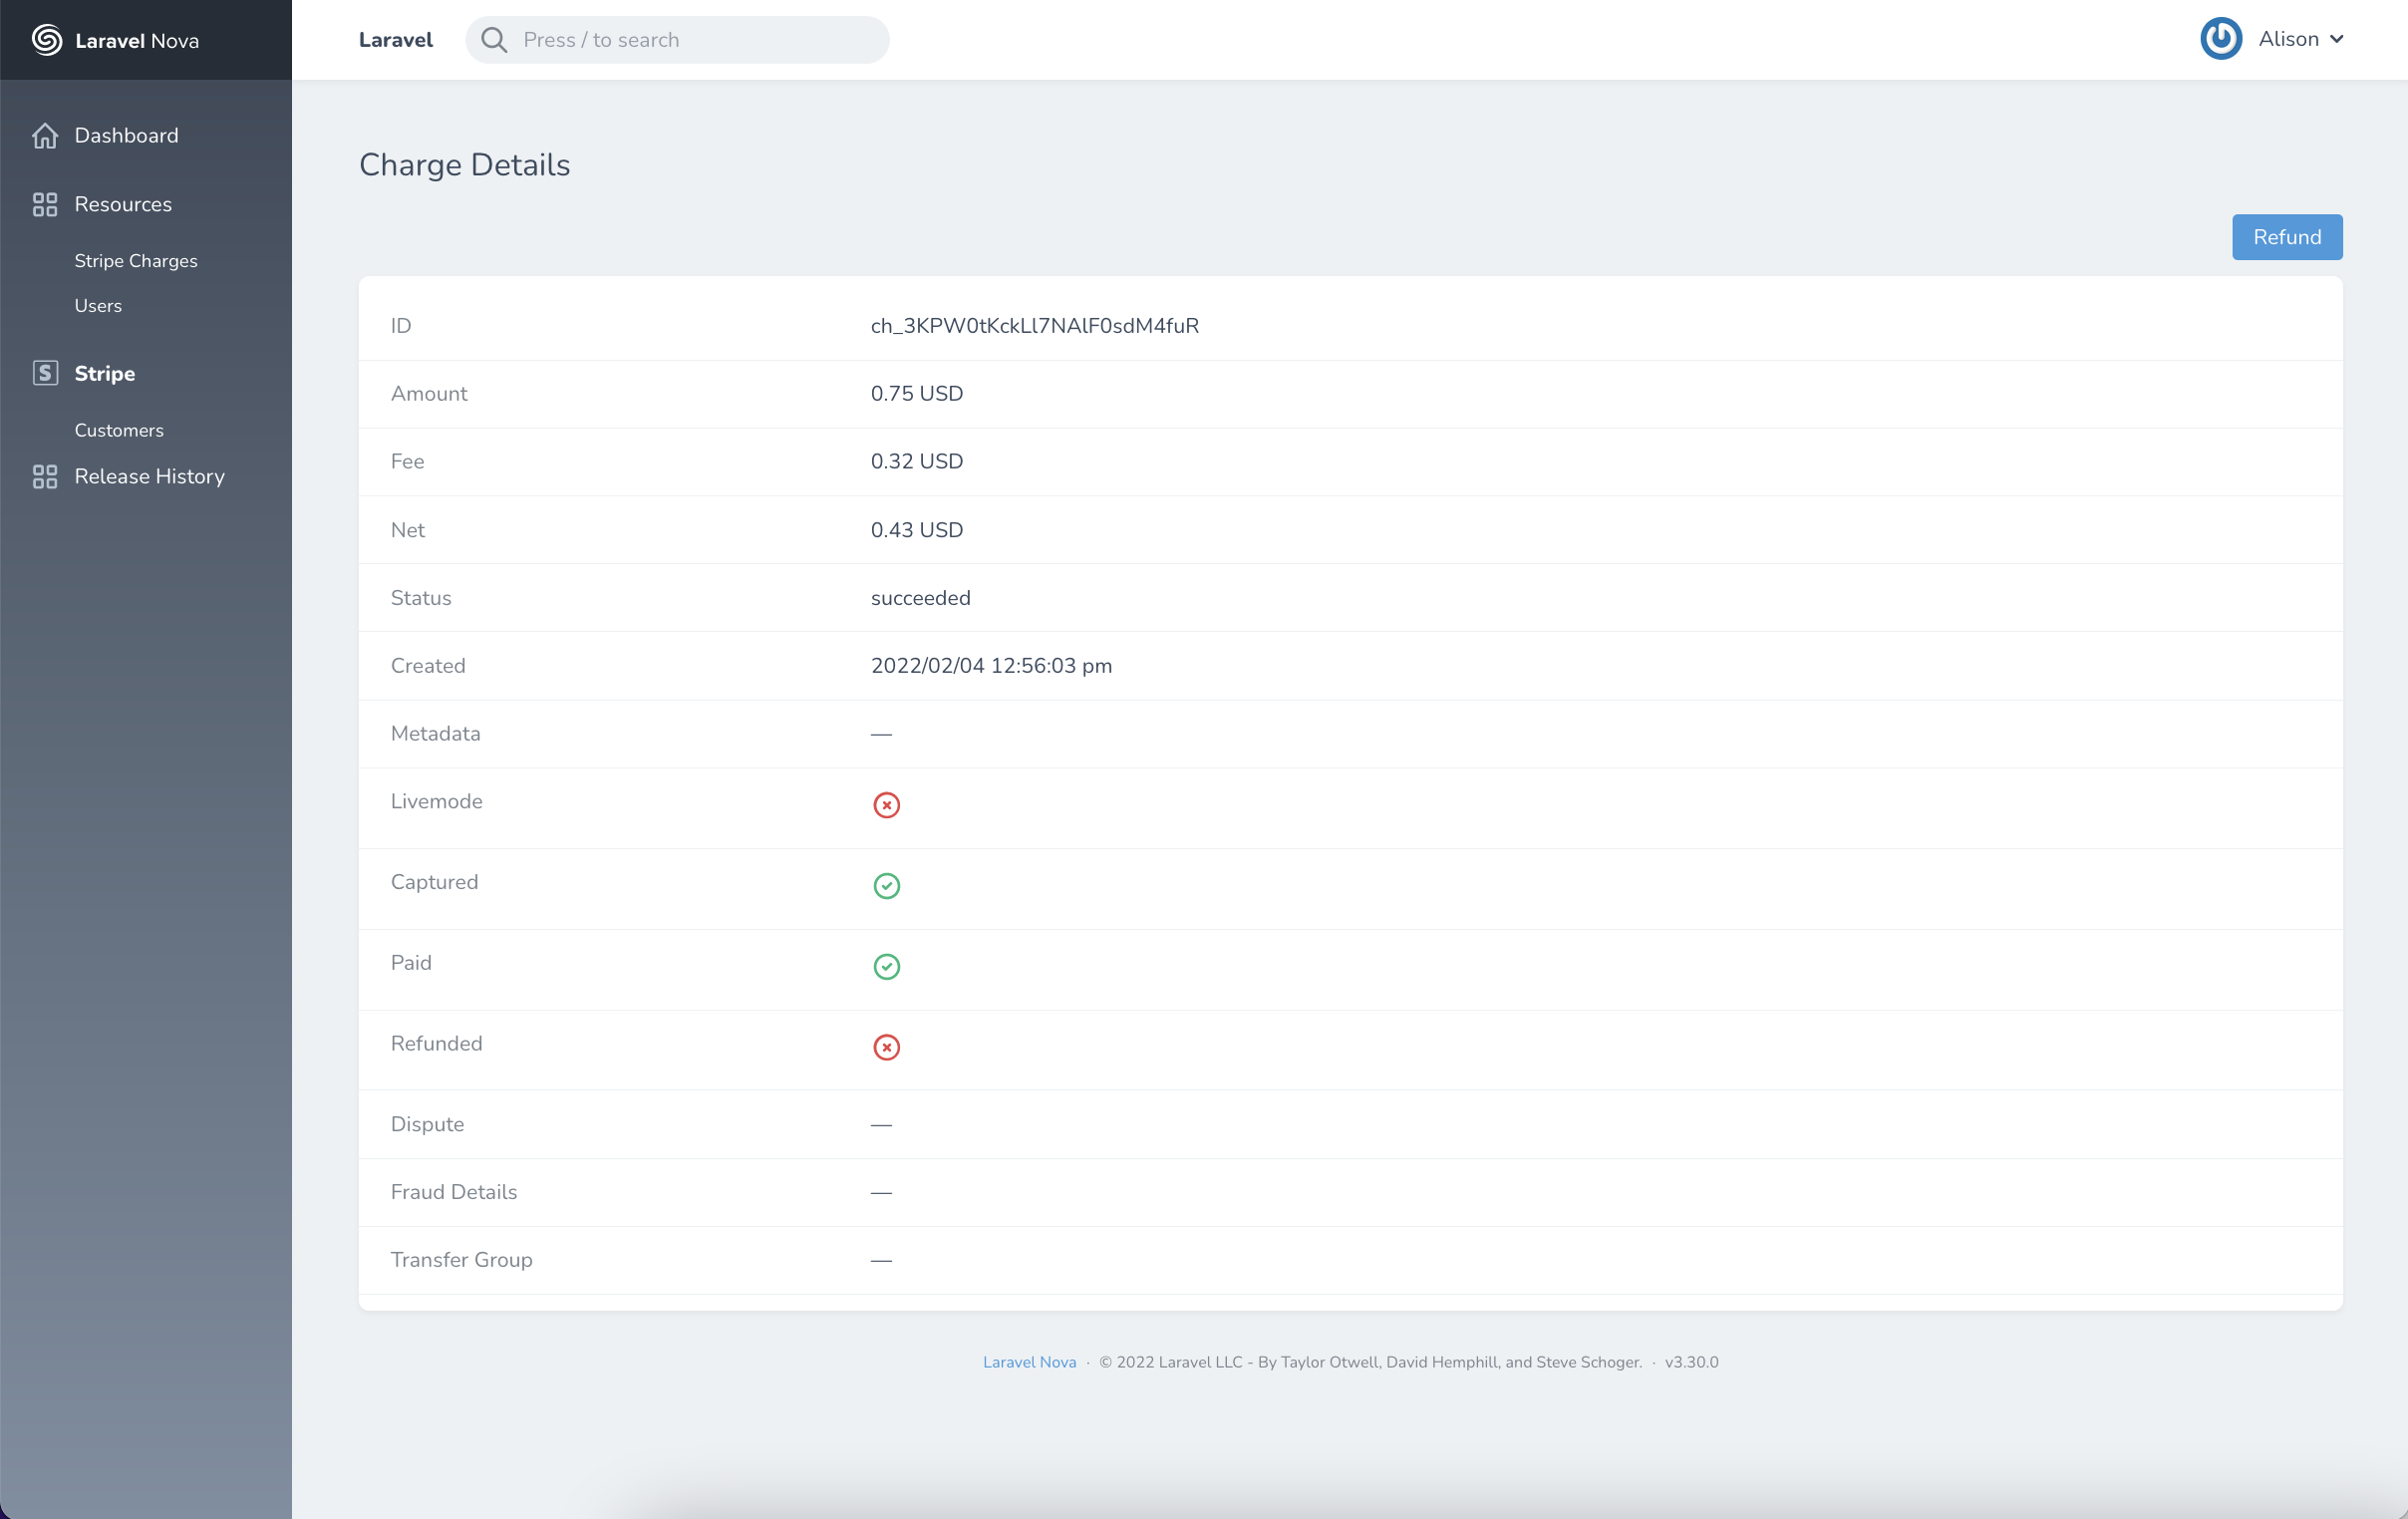 Laravel Nova
Laravel
Press / to search
Alison
Dashboard
Resources
Stripe Charges
Users
S Stripe
Customers
Release History
Charge Details
Refund
ID ch_3KPW0tKckLl7NAlF0sdM4fuR
Amount 0.75 USD
Fee 0.32 USD
Net 0.43 USD
Status succeeded
Created 2022/02/04 12:56:03 pm
Metadata —
Livemode
Captured
Paid
Refunded
Dispute —
Fraud Details —
Transfer Group —
Laravel Nova · © 2022 Laravel LLC - By Taylor Otwell, David Hemphill, and Steve Schoger. · v3.30.0